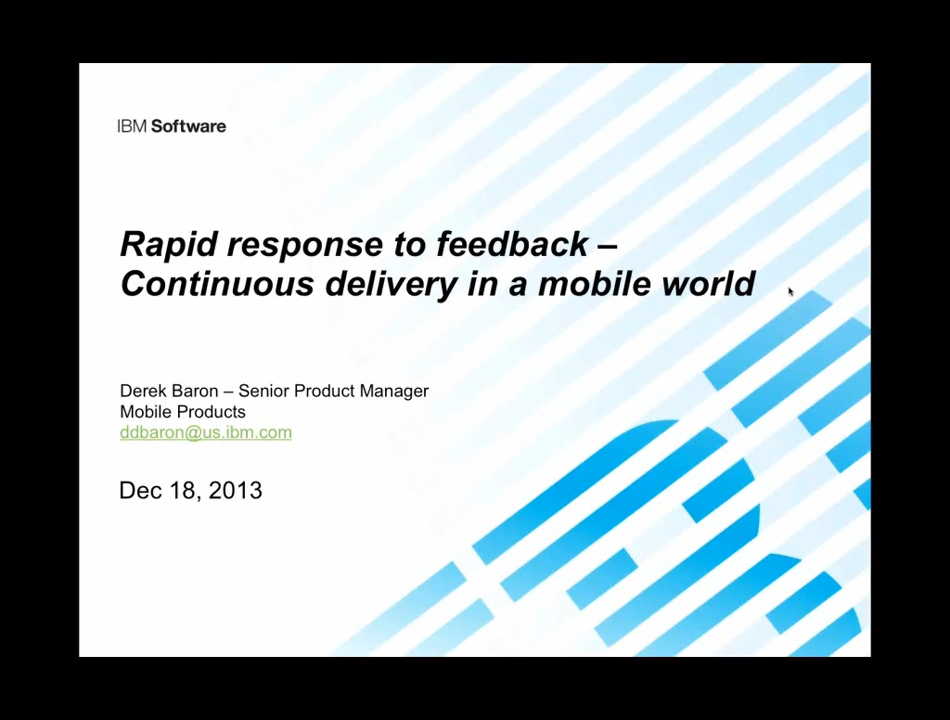 IBM Software
Rapid response to feedback –
Continuous delivery in a mobile world
Derek Baron – Senior Product Manager
Mobile Products
ddbaron@us.ibm.com
Dec 18, 2013